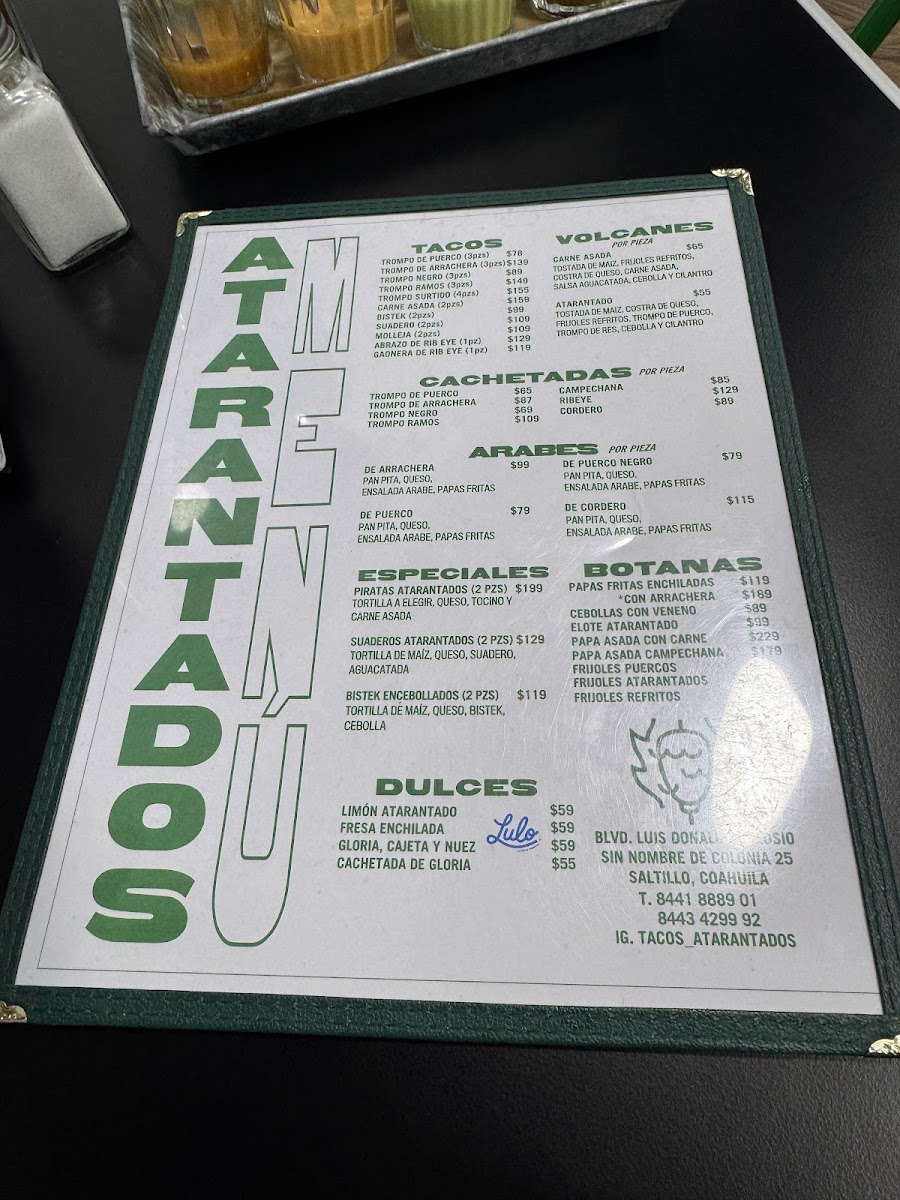 ATARANTADOS
MENÚ
TACOS
TROMPO DE PUERCO (3pzs) $78
TROMPO DE ARRACHERA (3pzs) $139
TROMPO NEGRO (3pzs) $89
TROMPO RAMOS (3pzs) $149
TROMPO SURTIDO (4pzs) $155
CARNE ASADA (2pzs) $159
BISTEK (2pzs) $99
SUADERO (2pzs) $109
MOLLEJA (2pzs) $109
ABRAZO DE RIB EYE (1pz) $129
GAONERA DE RIB EYE (1pz) $119
VOLCANES
POR PIEZA
CARNE ASADA $65
TOSTADA DE MAIZ, FRIJOLES REFRITOS,
COSTRA DE QUESO, CARNE ASADA,
SALSA AGUACATADA, CEBOLLA Y CILANTRO
ATARANTADO $55
TOSTADA DE MAIZ, COSTRA DE QUESO,
FRIJOLES REFRITOS, TROMPO DE PUERCO,
TROMPO DE RES, CEBOLLA Y CILANTRO
CACHETADAS POR PIEZA
TROMPO DE PUERCO $65
TROMPO DE ARRACHERA $87
TROMPO NEGRO $69
TROMPO RAMOS $109
CAMPECHANA $85
RIBEYE $129
CORDERO $89
ARABES POR PIEZA
DE ARRACHERA $99
PAN PITA, QUESO,
ENSALADA ARABE, PAPAS FRITAS
DE PUERCO $79
PAN PITA, QUESO,
ENSALADA ARABE, PAPAS FRITAS
DE PUERCO NEGRO $79
PAN PITA, QUESO,
ENSALADA ARABE, PAPAS FRITAS
DE CORDERO $115
PAN PITA, QUESO,
ENSALADA ARABE, PAPAS FRITAS
ESPECIALES
PIRATAS ATARANTADOS (2 PZS) $199
TORTILLA A ELEGIR, QUESO, TOCINO Y
CARNE ASADA
SUADEROS ATARANTADOS (2 PZS) $129
TORTILLA DE MAÍZ, QUESO, SUADERO,
AGUACATADA
BISTEK ENCEBOLLADOS (2 PZS) $119
TORTILLA DE MAÍZ, QUESO, BISTEK,
CEBOLLA
BOTANAS
PAPAS FRITAS ENCHILADAS $119
*CON ARRACHERA $189
CEBOLLAS CON VENENO $89
ELOTE ATARANTADO $99
PAPA ASADA CON CARNE $229
PAPA ASADA CAMPECHANA $179
FRIJOLES PUERCOS
FRIJOLES ATARANTADOS
FRIJOLES REFRITOS
DULCES
LIMÓN ATARANTADO $59
FRESA ENCHILADA $59
GLORIA, CAJETA Y NUEZ $59
CACHETADA DE GLORIA $55
Lulo
BLVD. LUIS
SIN NOMBRE DE COLONIA 25
SALTILLO, COAHUILA
T. 8441 8889 01
8443 4299 92
IG. TACOS_ATARANTADOS